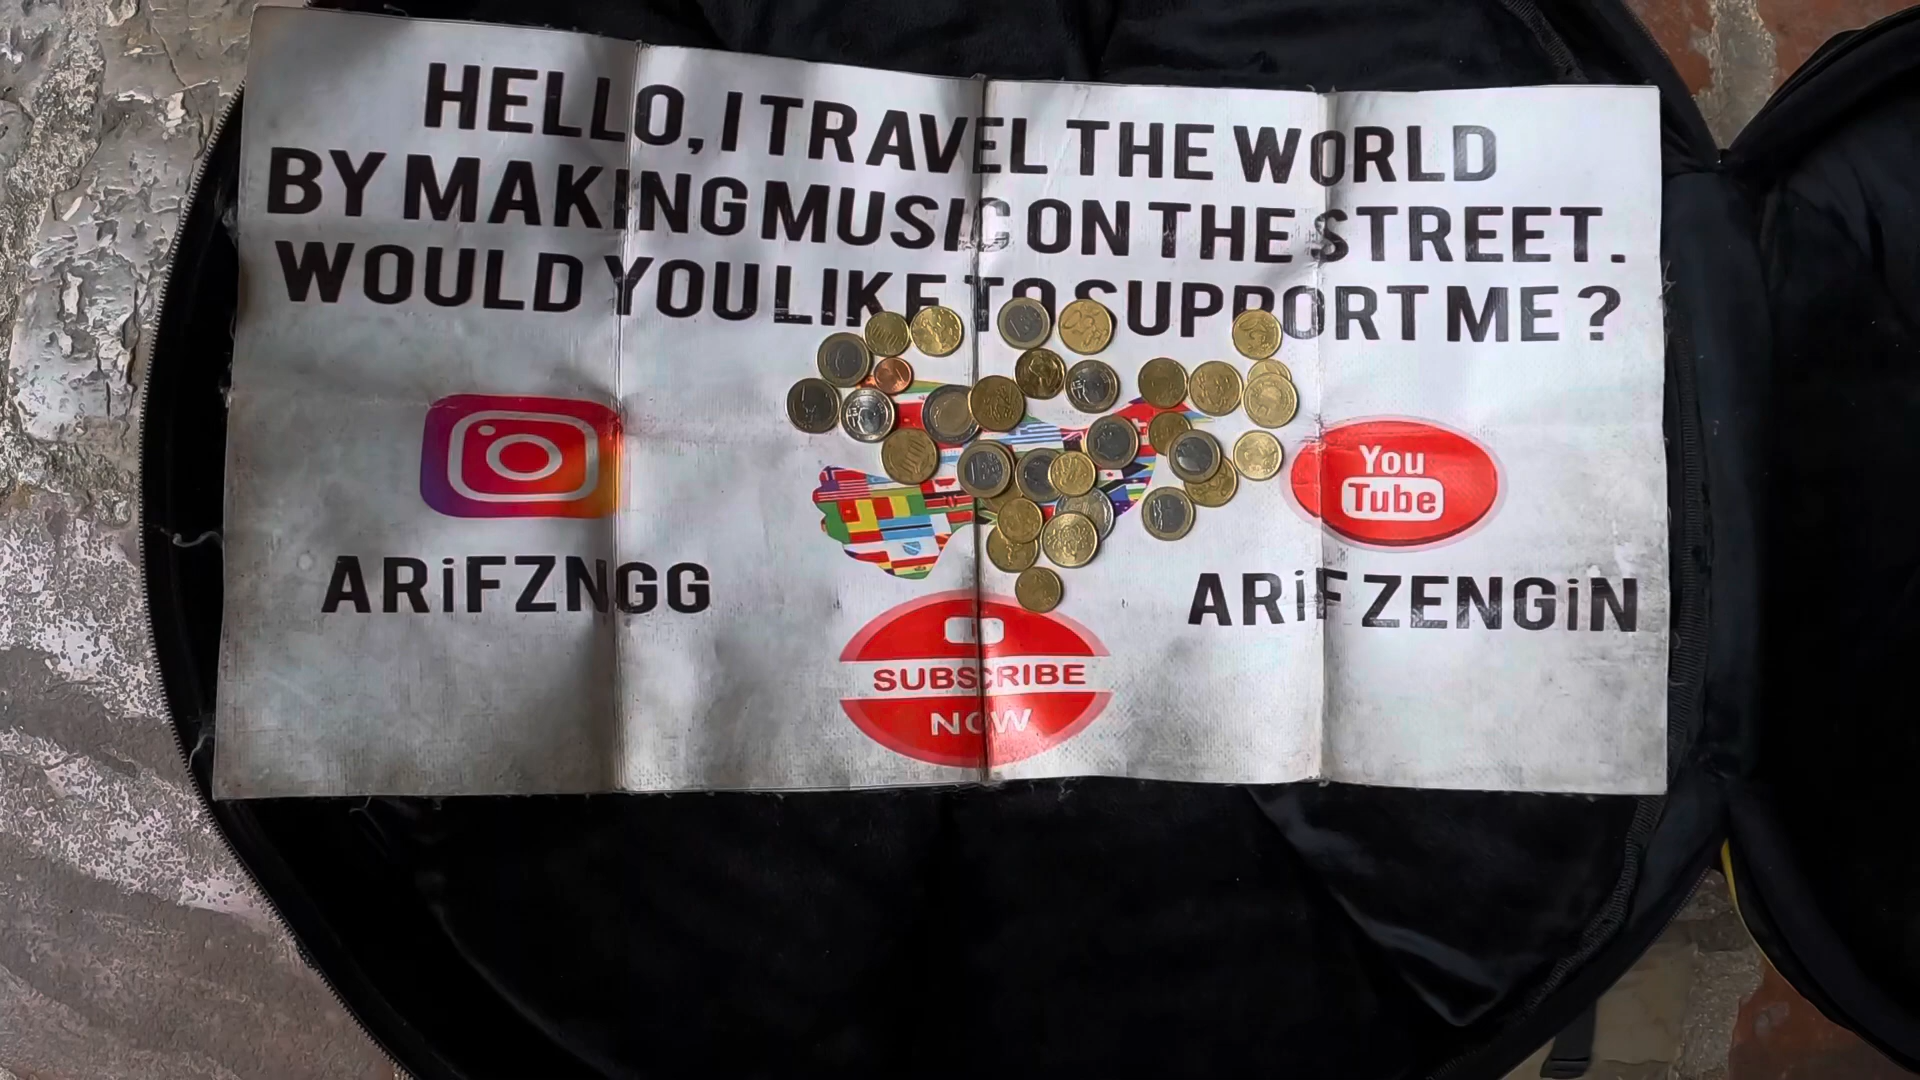 HELLO, I TRAVEL THE WORLD
BY MAKING MUSIC ON THE STREET.
WOULD YOU LIKE TO SUPPORT ME?
You
Tube
ARiFZNGG
ARiF ZENGiN
SUBSCRIBE
NOW